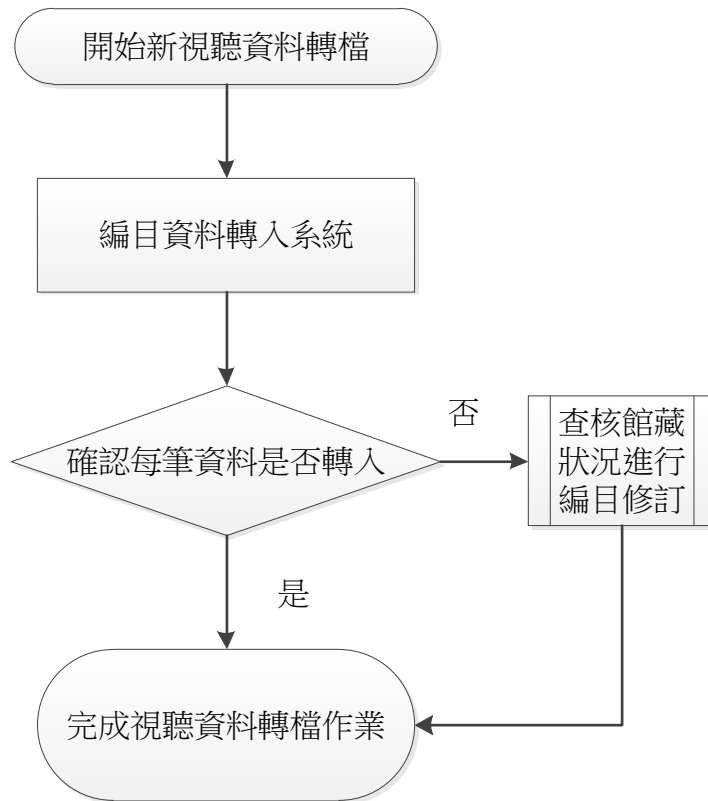 開始新視聽資料轉檔
編目資料轉入系統
確認每筆資料是否轉入
否
查核館藏
狀況進行
編目修訂
是
完成視聽資料轉檔作業